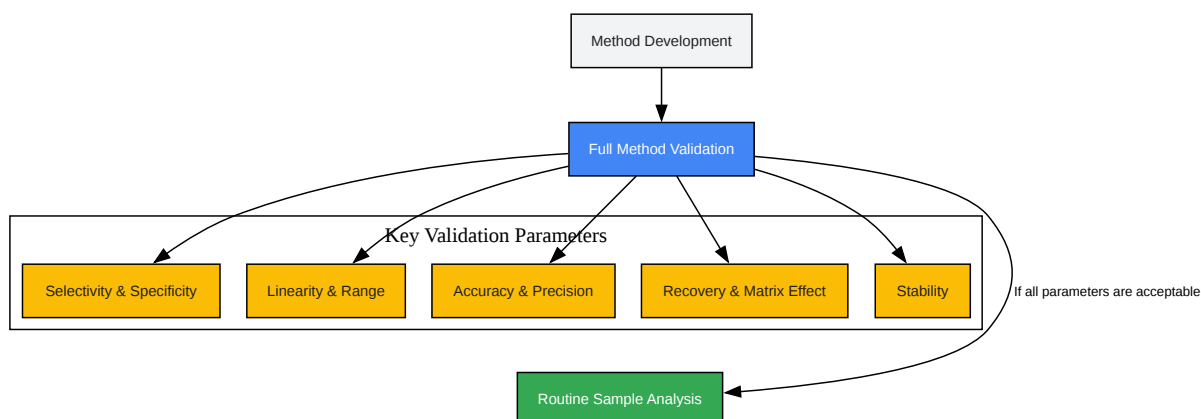 Method Development
Full Method Validation
Key Validation Parameters
Selectivity & Specificity
Linearity & Range
Accuracy & Precision
Recovery & Matrix Effect
Stability
If all parameters are acceptable
Routine Sample Analysis